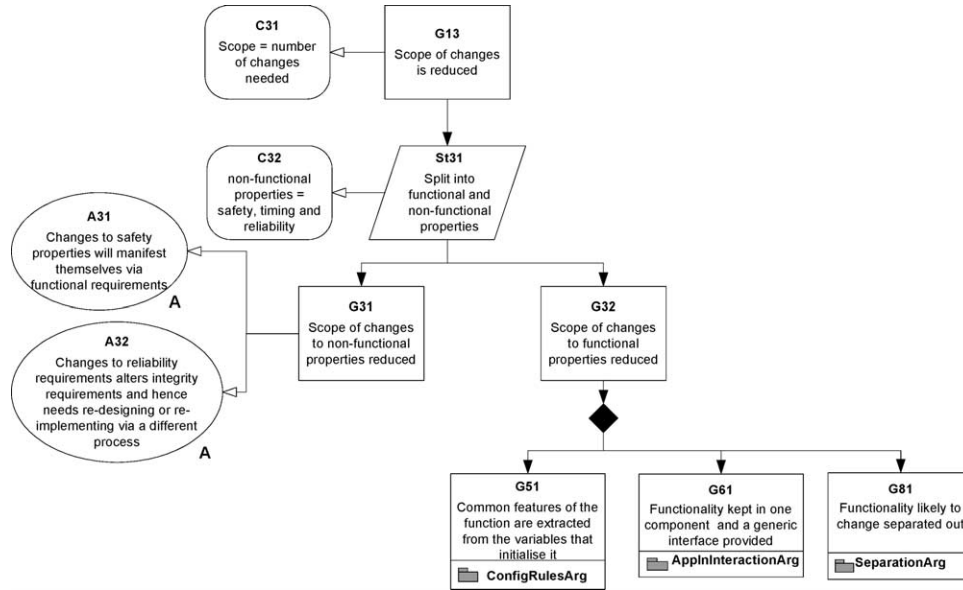 C31
Scope = number
of changes
needed
G13
Scope of changes
is reduced
C32
non-functional
properties =
safety, timing and
reliability
St31
Split into
functional and
non-functional
properties
A31
Changes to safety
properties will manifest
themselves via
functional requirements
A
A32
Changes to reliability
requirements alters integrity
requirements and hence
needs re-designing or re-
implementing via a different
process
A
G31
Scope of changes
to non-functional
properties reduced
G32
Scope of changes
to functional
properties reduced
G51
Common features of the
function are extracted
from the variables that
initialise it
ConfigRulesArg
G61
Functionality kept in one
component and a generic
interface provided
AppInInteractionArg
G81
Functionality likely to
change separated out
SeparationArg